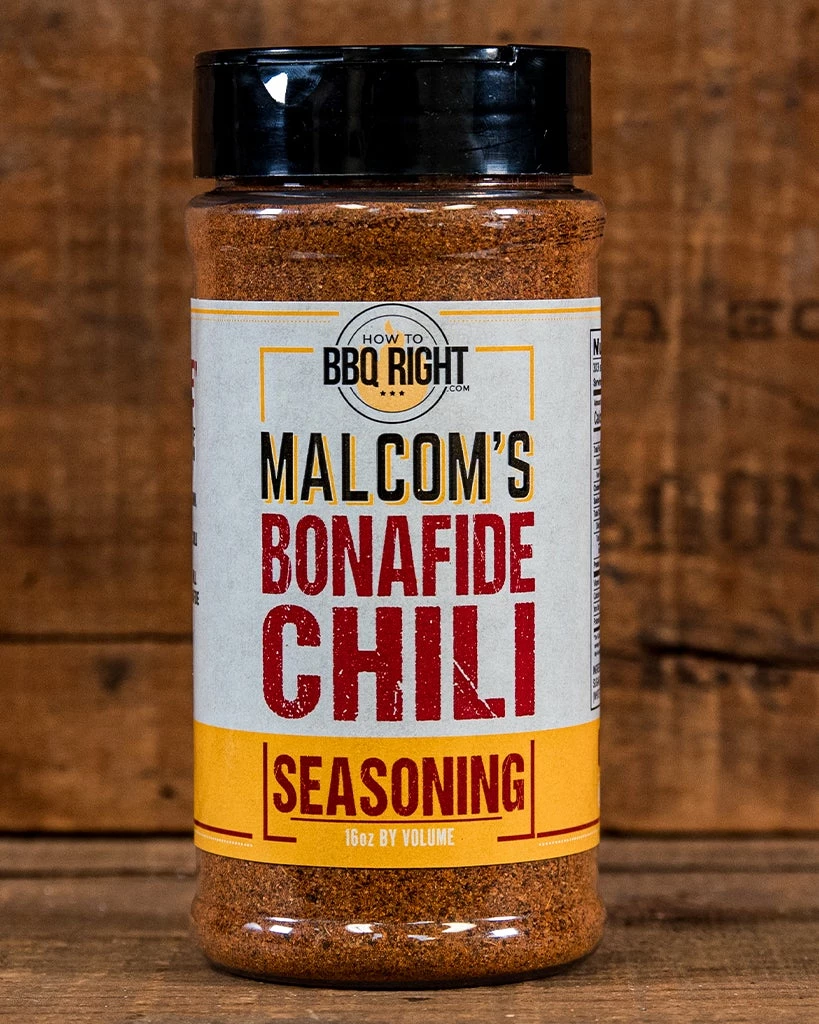 HOW TO
BBQ RIGHT
.COM
MALCOM'S
BONAFIDE
CHILI
SEASONING
16oz BY VOLUME